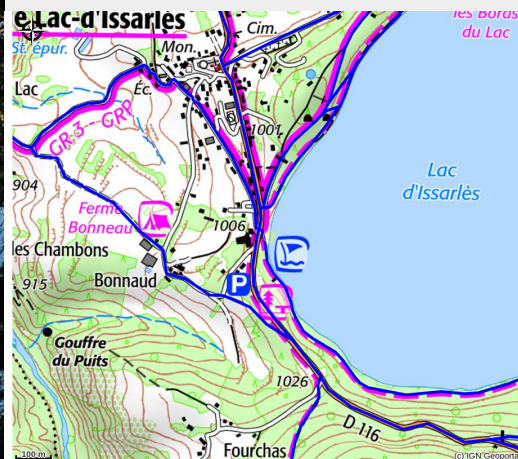 e Lac-d'Issarlès
les Bords
du Lac
St. épur.
Mon.
Cim.
Lac
Éc.
GR 3 - GRP
1001
Lac
d'Issarlès
904
Ferme
Bonneau
1006
les Chambons
P
915
Bonnaud
Gouffre
du Puits
1026
D 116
Fourchas
100 m
(c) IGN Geoporta